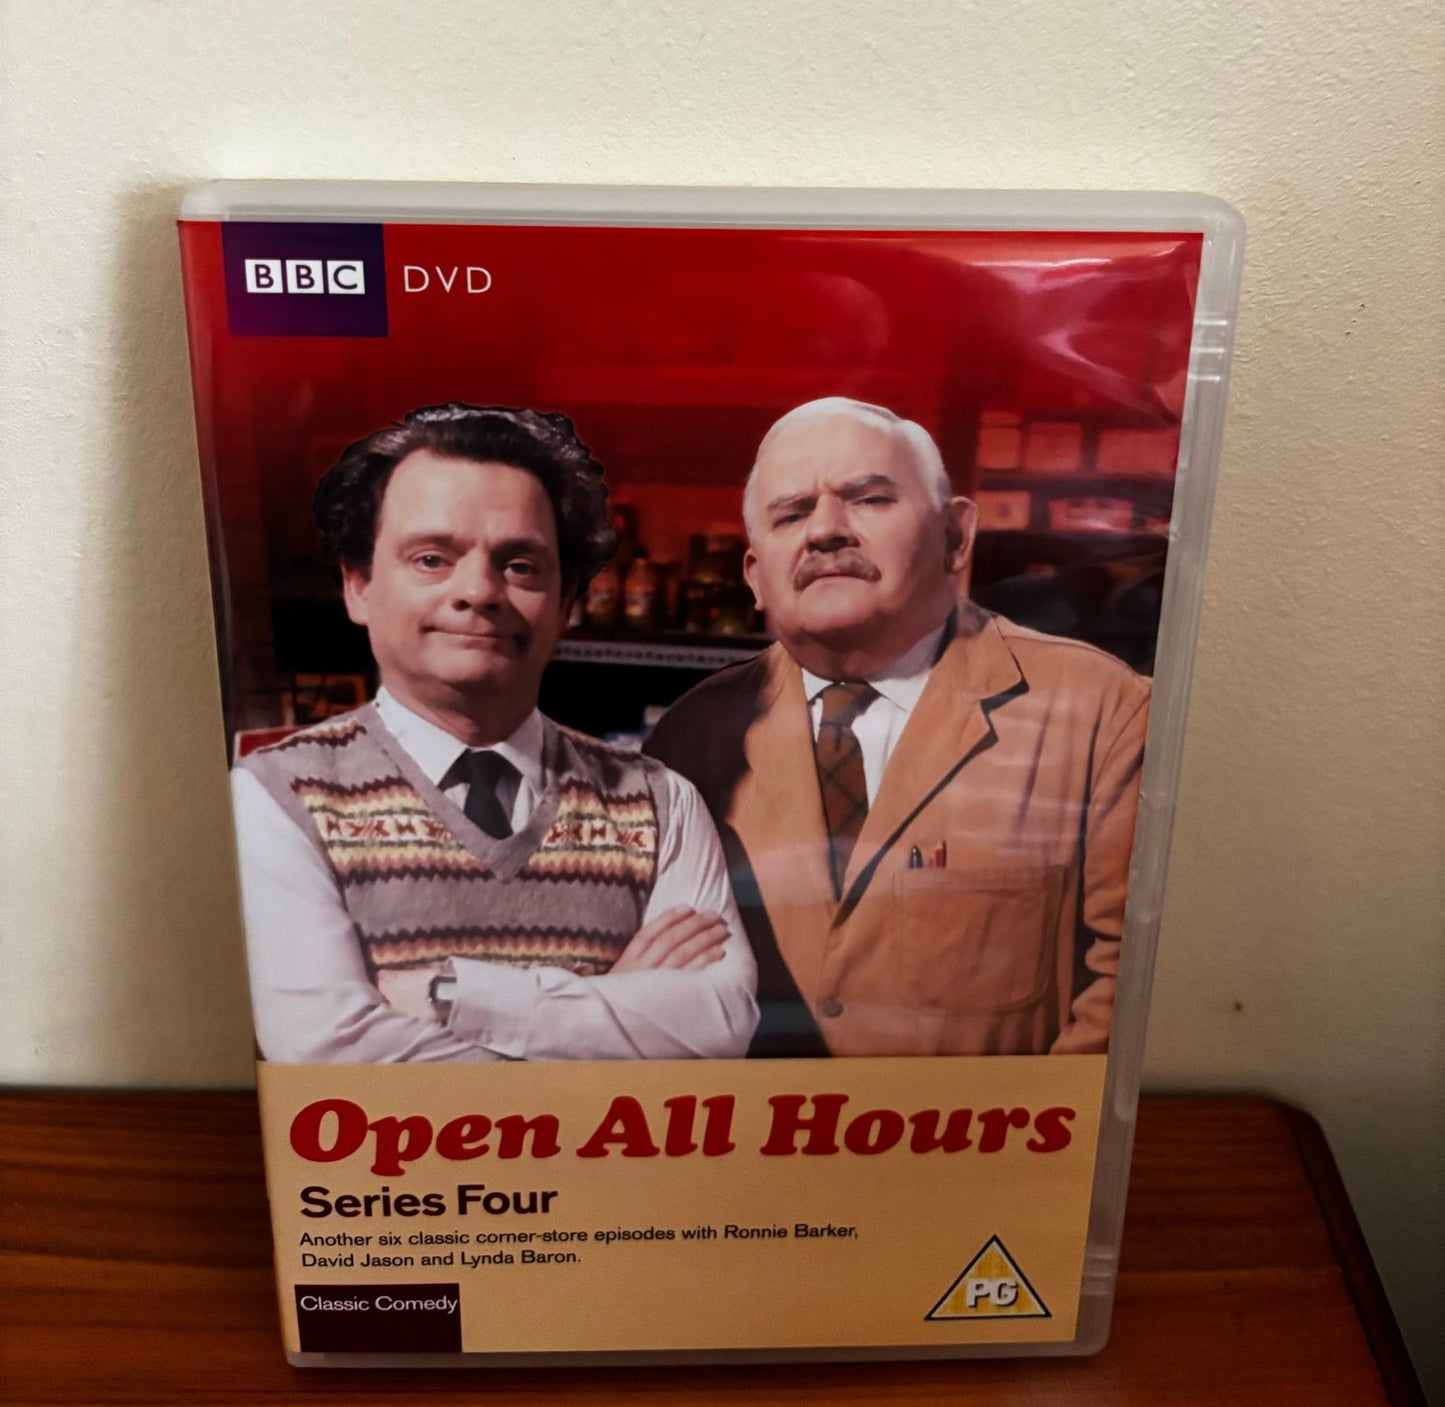 BBC DVD
Open All Hours
Series Four
Another six classic corner-store episodes with Ronnie Barker,
David Jason and Lynda Baron.
Classic Comedy
PG